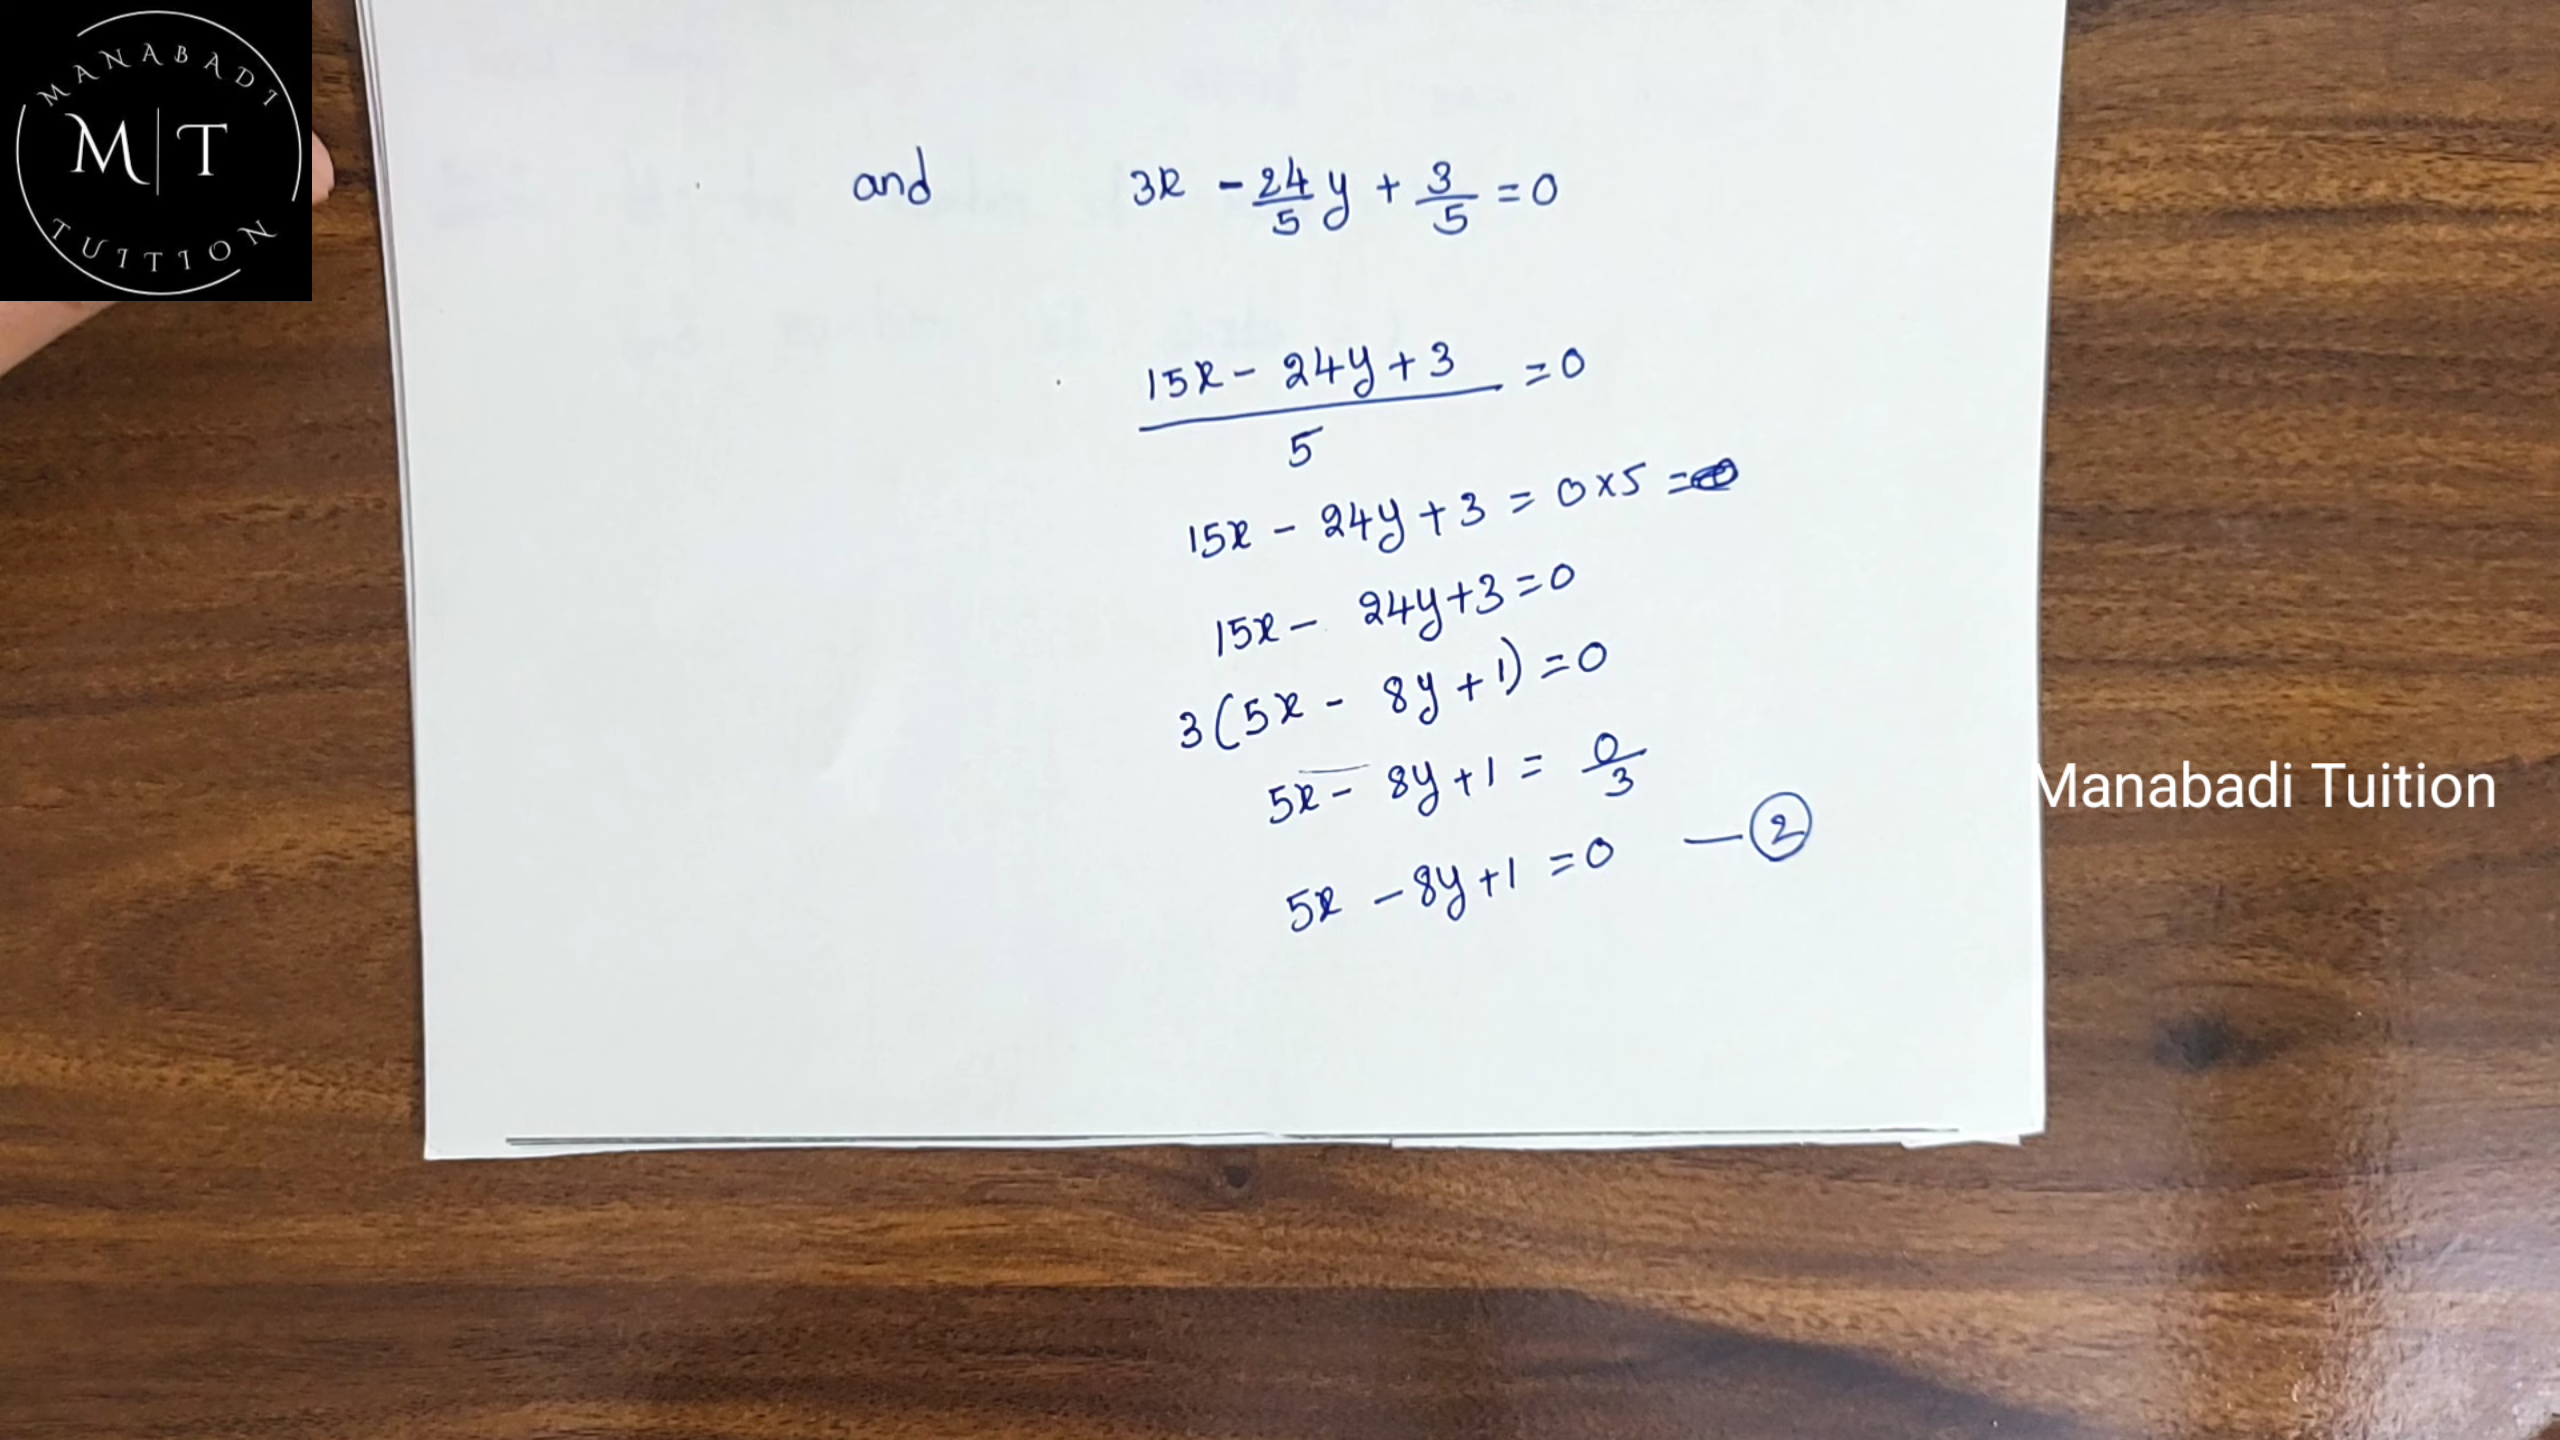 MANABADI
M|T
TUITION
and 3x - 24/5 y + 3/5 = 0
15x - 24y + 3 / 5 = 0
15x - 24y + 3 = 0×5 =
15x - 24y + 3 = 0
3(5x - 8y + 1) = 0
5x - 8y + 1 = 0/3
5x - 8y + 1 = 0 — ②
Manabadi Tuition